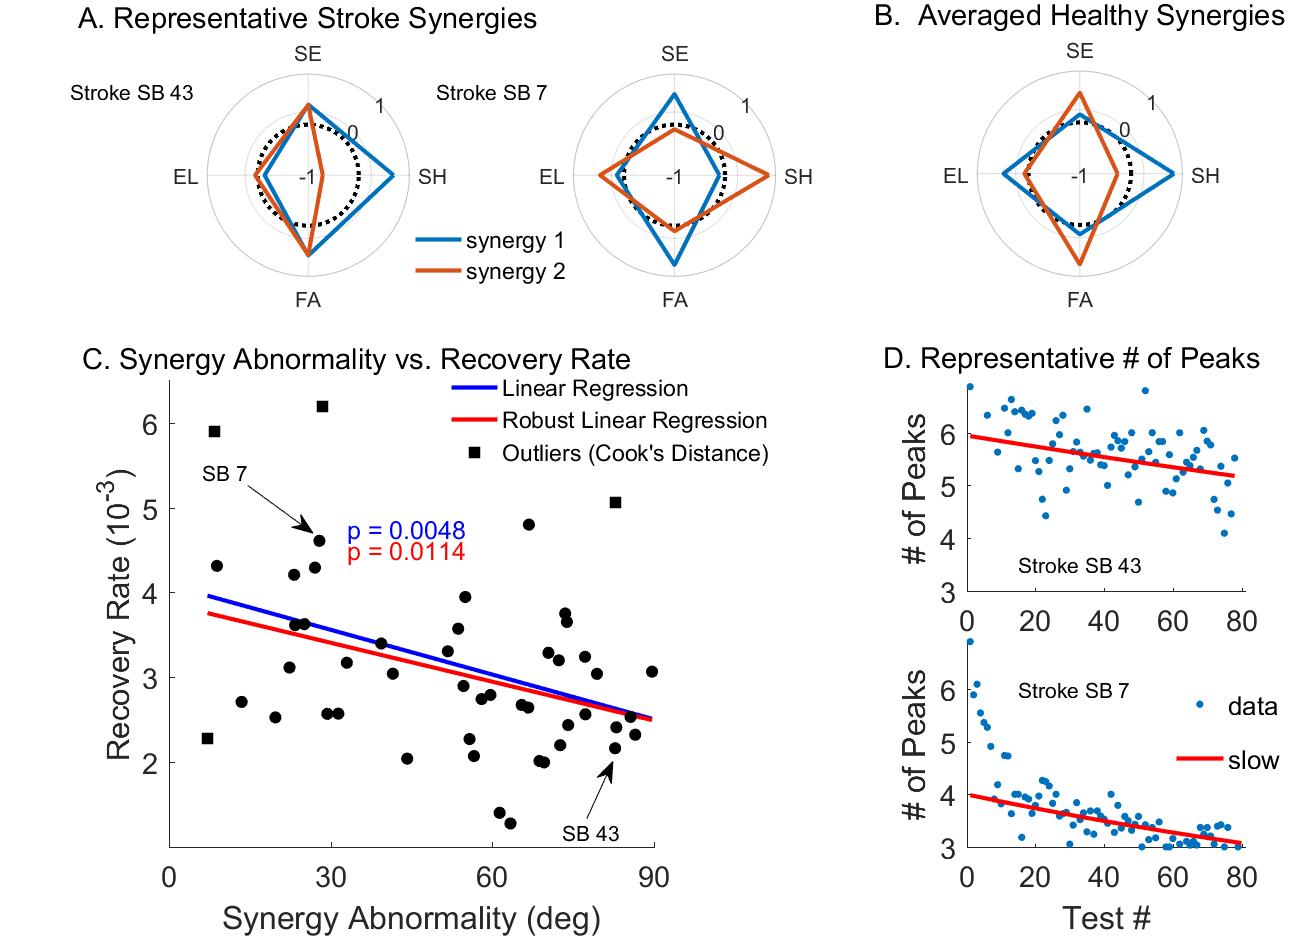 A. Representative Stroke Synergies
B. Averaged Healthy Synergies
Stroke SB 43
SE
1
0
EL
-1
SH
FA
Stroke SB 7
SE
1
0
EL
-1
SH
FA
synergy 1
synergy 2
SE
1
0
EL
-1
SH
FA
C. Synergy Abnormality vs. Recovery Rate
Linear Regression
Robust Linear Regression
Outliers (Cook's Distance)
SB 7
p = 0.0048
p = 0.0114
SB 43
Recovery Rate (10-3)
6
5
4
3
2
0
30
60
90
Synergy Abnormality (deg)
D. Representative # of Peaks
# of Peaks
6
5
4
3
Stroke SB 43
0
20
40
60
80
# of Peaks
6
5
4
3
Stroke SB 7
data
slow
0
20
40
60
80
Test #